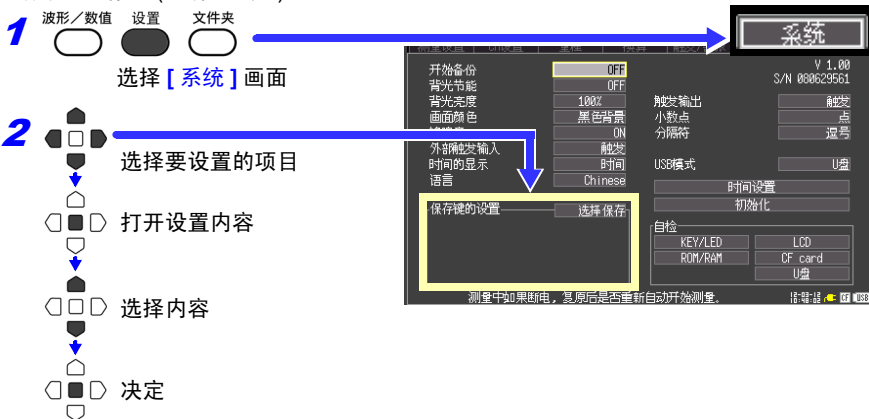 1 波形／数值 设置 文件夹
选择 [ 系统 ] 画面
2
选择要设置的项目
打开设置内容
选择内容
决定
系统
开始备份 OFF
背光节能 OFF
背光亮度 100%
画面颜色 黑色背景
ON
外部触发输入 触发
时间的显示 时间
语言 Chinese
V 1.00
S/N 080629561
触发输出 触发
小数点 点
分隔符 逗号
USB模式 U盘
时间设置
初始化
保存键的设置 选择保存
自检
KEY/LED LCD
ROM/RAM CF card
U盘
测量中如果断电，复原后是否重新自动开始测量。
CF USB